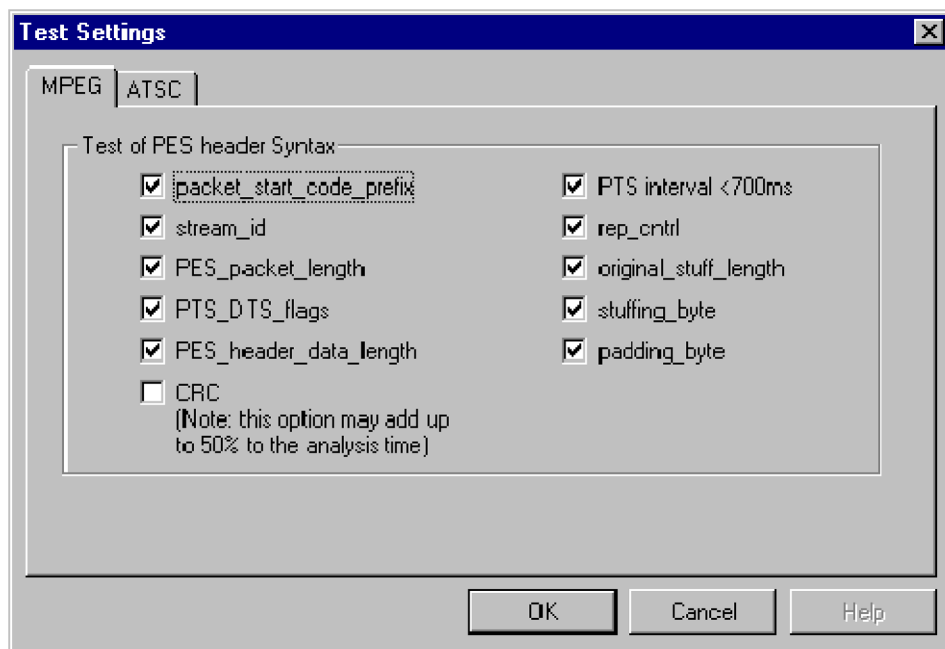 Test Settings
MPEG
ATSC
Test of PES header Syntax
packet_start_code_prefix
stream_id
PES_packet_length
PTS_DTS_flags
PES_header_data_length
CRC
(Note: this option may add up
to 50% to the analysis time)
PTS interval <700ms
rep_cntrl
original_stuff_length
stuffing_byte
padding_byte
OK
Cancel
Help